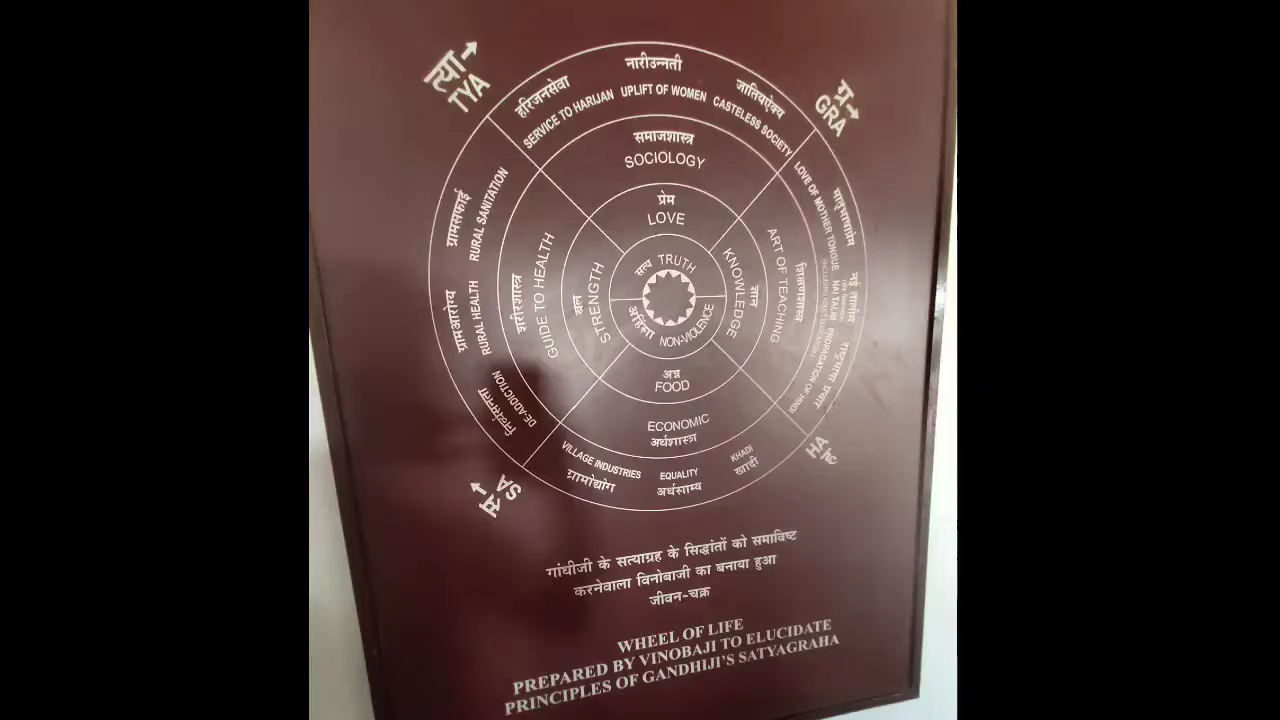 त्या
TYA
ग्र
GRA
हरिजनसेवा
नारीउन्नती
जातियऐक्य
SERVICE TO HARIJAN
UPLIFT OF WOMEN
CASTELESS SOCIETY
समाजशास्त्र
SOCIOLOGY
प्रेम
LOVE
सत्य TRUTH
अहिंसा NON-VIOLENCE
ग्रामसफाई
RURAL SANITATION
ग्रामआरोग्य
RURAL HEALTH
DE-ADDICTION
शरीरशास्त्र
GUIDE TO HEALTH
बल
STRENGTH
KNOWLEDGE
ज्ञान
ART OF TEACHING
शिक्षणशास्त्र
LOVE OF MOTHER TONGUE
मातृभाषाप्रेम
NAI TALIM
नई तालीम
PROPAGATION OF HINDI
राष्ट्रभाषा प्रचार
अन्न
FOOD
ECONOMIC
अर्थशास्त्र
VILLAGE INDUSTRIES
ग्रामोद्योग
EQUALITY
अर्थसाम्य
KHADI
खादी
स
SA
HA
ह
गांधीजी के सत्याग्रह के सिद्धांतों को समाविष्ट
करनेवाला विनोबाजी का बनाया हुआ
जीवन-चक्र
WHEEL OF LIFE
PREPARED BY VINOBAJI TO ELUCIDATE
PRINCIPLES OF GANDHIJI'S SATYAGRAHA